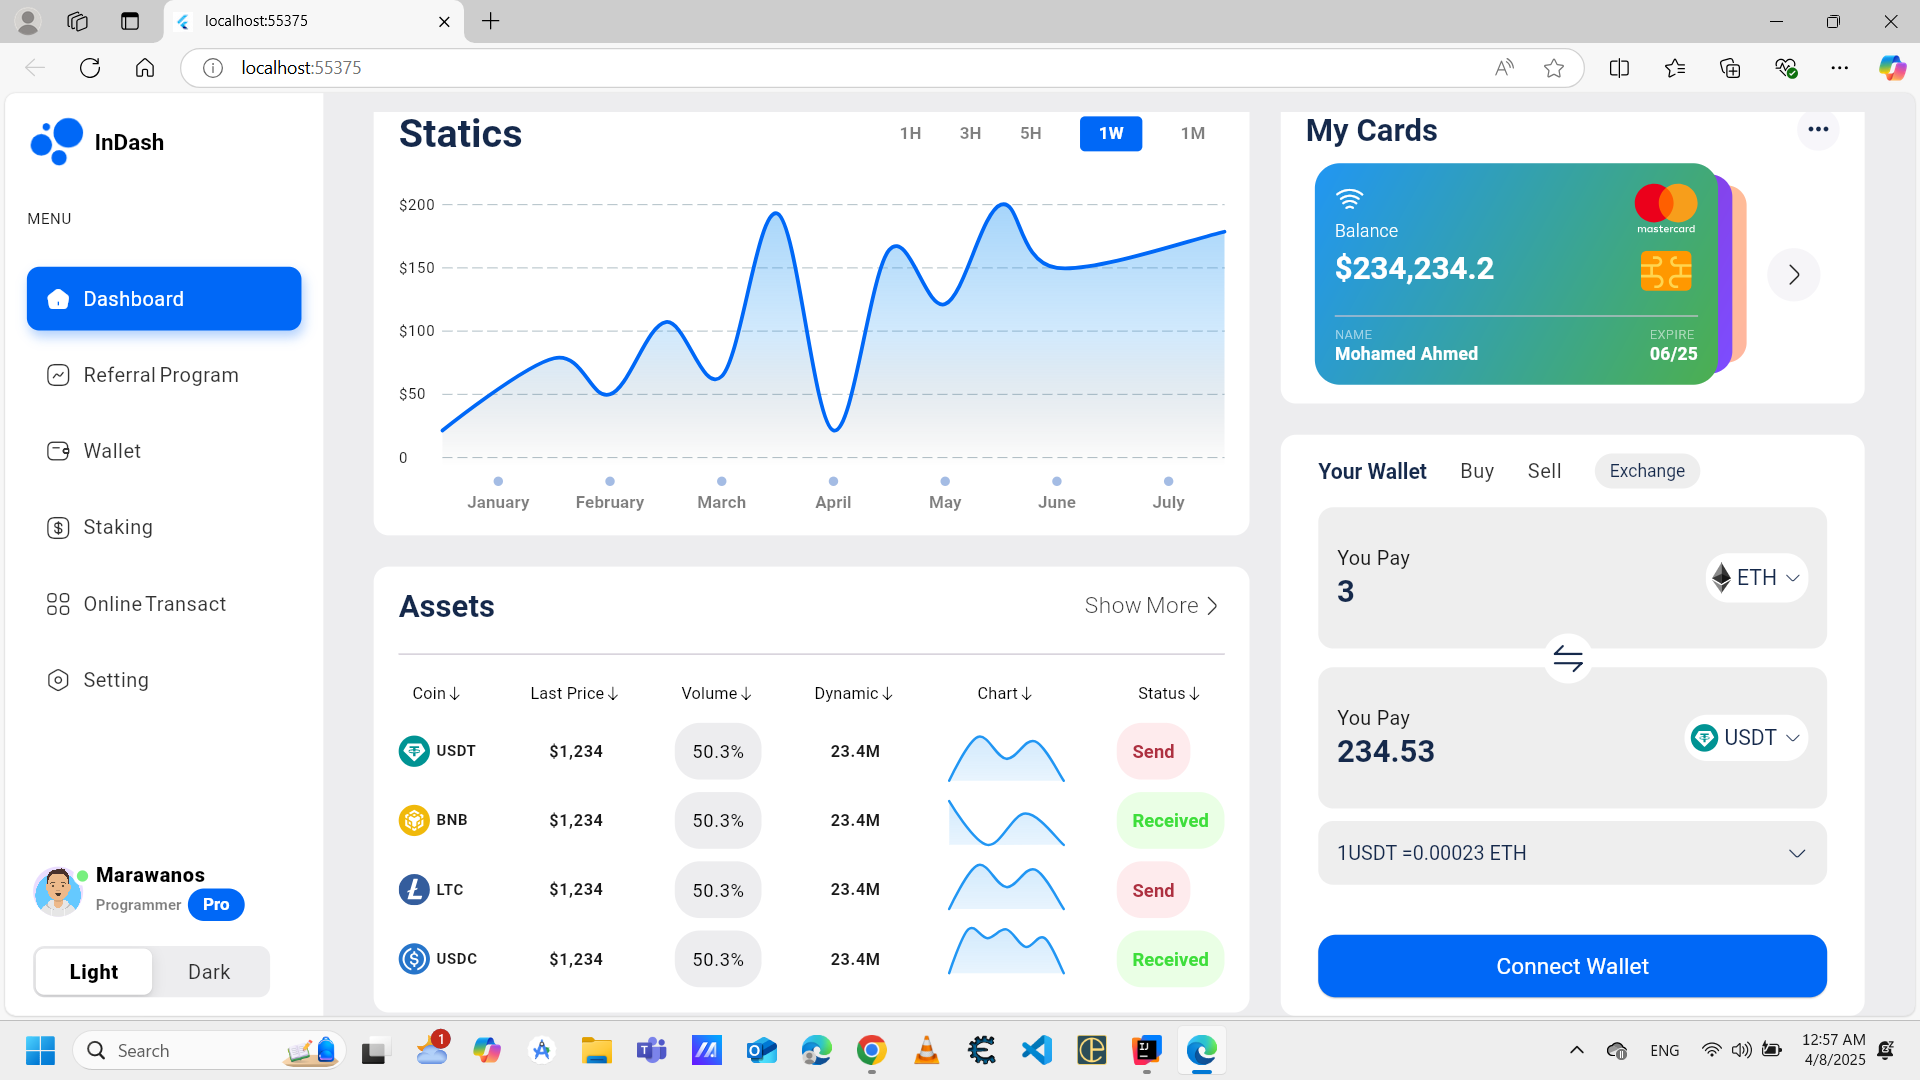 localhost:55375
localhost:55375
InDash
MENU
Dashboard
Referral Program
Wallet
Staking
Online Transact
Setting
Marawanos
Programmer Pro
Light Dark
Statics
1H 3H 5H 1W 1M
$200
$150
$100
$50
0
January February March April May June July
Assets
Show More
Coin↓ Last Price↓ Volume↓ Dynamic↓ Chart↓ Status↓
USDT $1,234 50.3% 23.4M Send
BNB $1,234 50.3% 23.4M Received
LTC $1,234 50.3% 23.4M Send
USDC $1,234 50.3% 23.4M Received
My Cards
mastercard
Balance
$234,234.2
NAME EXPIRE
Mohamed Ahmed 06/25
Your Wallet Buy Sell Exchange
You Pay
3
ETH
You Pay
234.53
USDT
1USDT =0.00023 ETH
Connect Wallet
Search
1
ENG
12:57 AM
4/8/2025